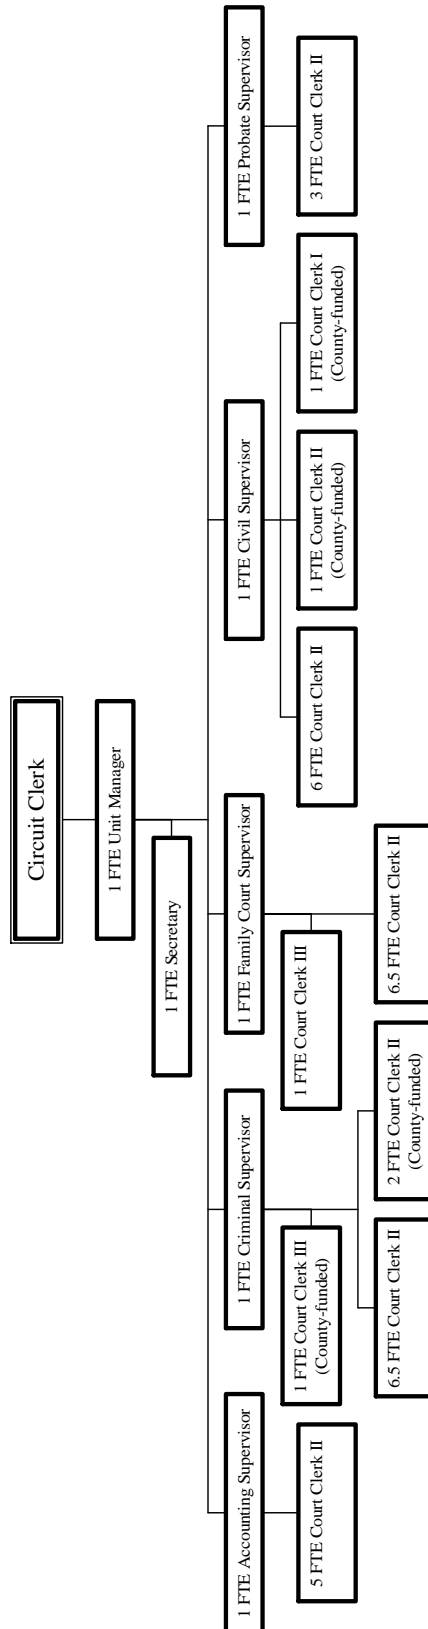 Circuit Clerk
1 FTE Unit Manager
1 FTE Secretary
1 FTE Accounting Supervisor
1 FTE Criminal Supervisor
1 FTE Family Court Supervisor
1 FTE Civil Supervisor
1 FTE Probate Supervisor
5 FTE Court Clerk II
1 FTE Court Clerk III
(County-funded)
1 FTE Court Clerk III
6 FTE Court Clerk II
1 FTE Court Clerk II
(County-funded)
1 FTE Court Clerk I
(County-funded)
3 FTE Court Clerk II
6.5 FTE Court Clerk II
2 FTE Court Clerk II
(County-funded)
6.5 FTE Court Clerk II